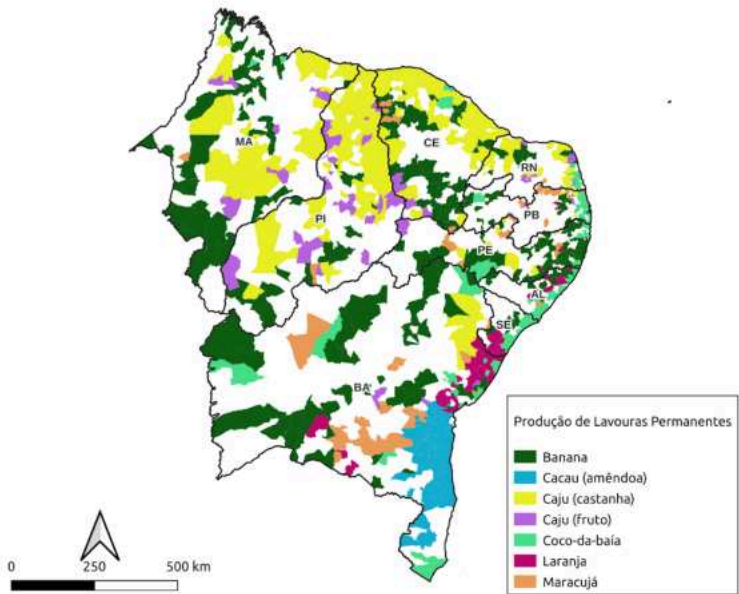 MA
CE
RN
PI
PB
PE
AL
SE
BA
Produção de Lavouras Permanentes
Banana
Cacau (amêndoa)
Caju (castanha)
Caju (fruto)
Coco-da-baía
Laranja
Maracujá
0 250 500 km